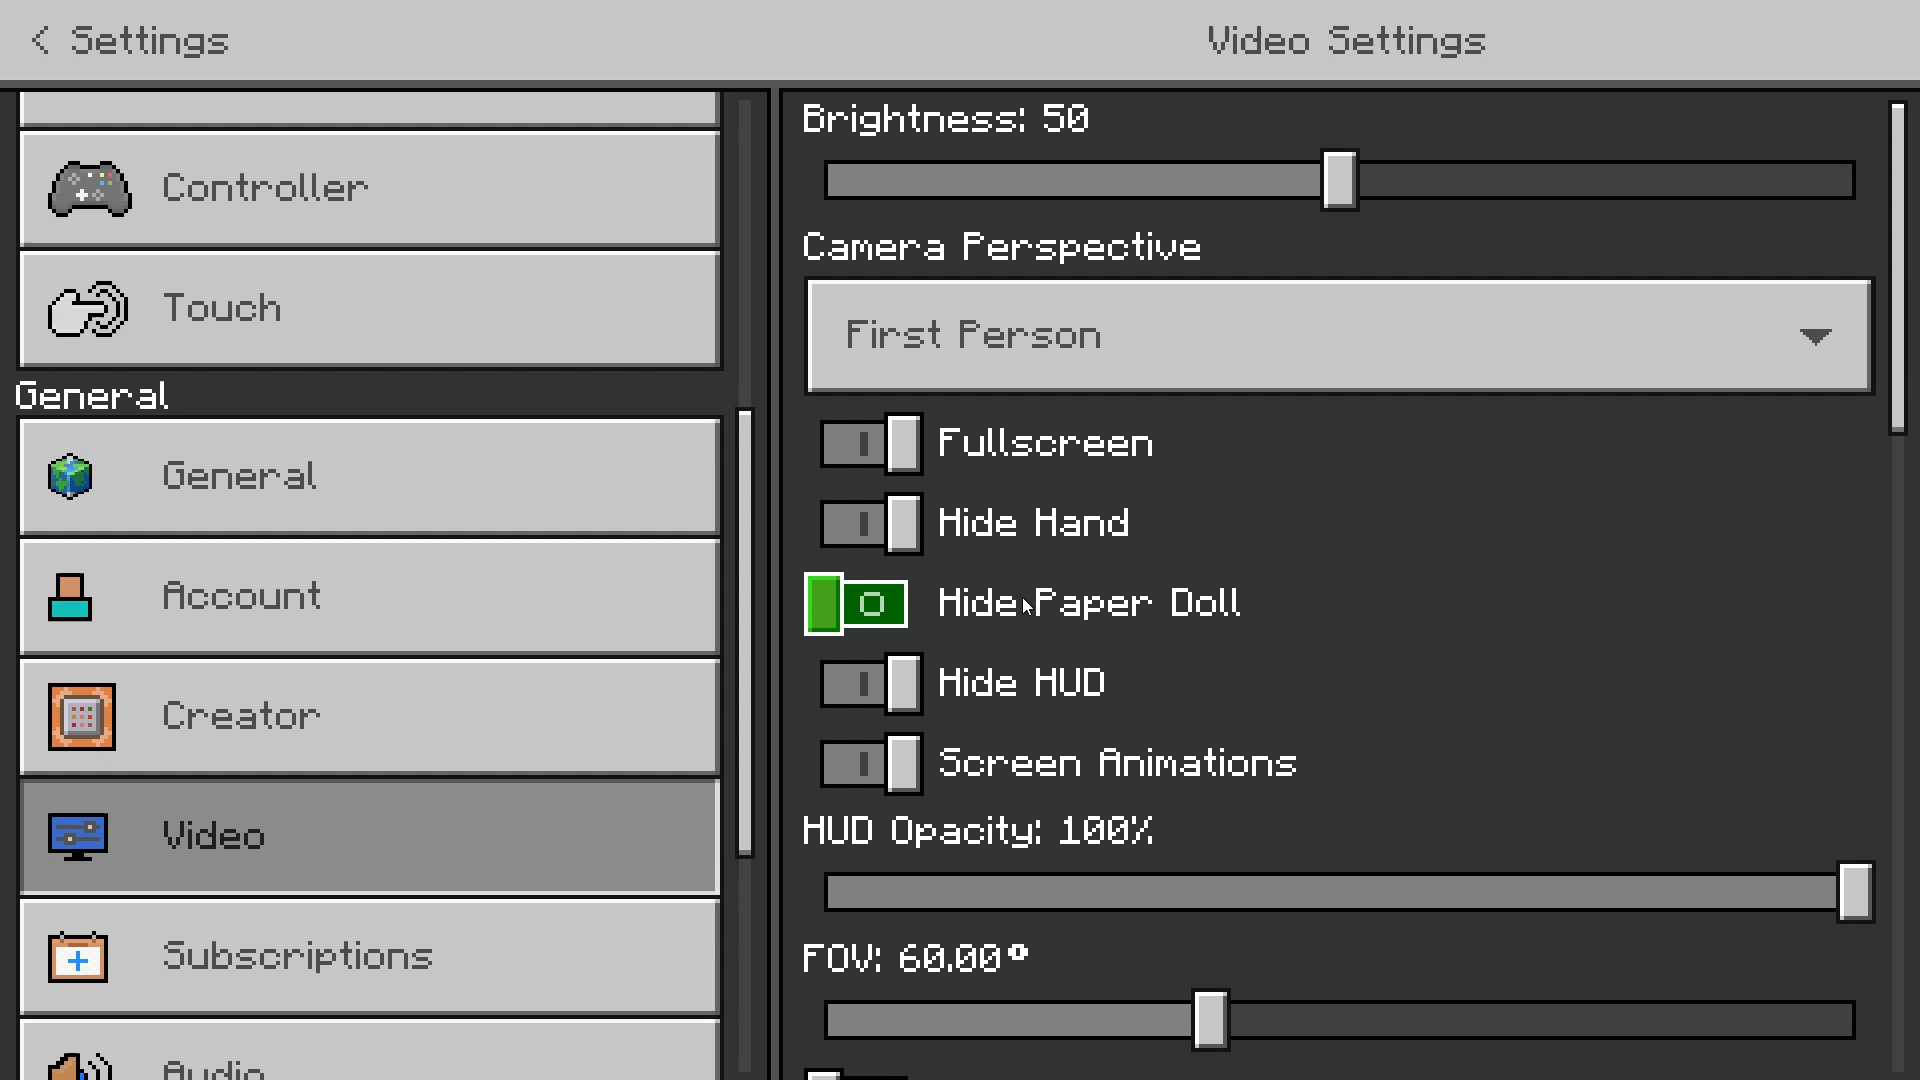 Settings
Video Settings
Controller
Touch
General
General
Account
Creator
Video
Subscriptions
Audio
Brightness: 50
Camera Perspective
First Person
Fullscreen
Hide Hand
Hide Paper Doll
Hide HUD
Screen Animations
HUD Opacity: 100%
FOV: 60.00°